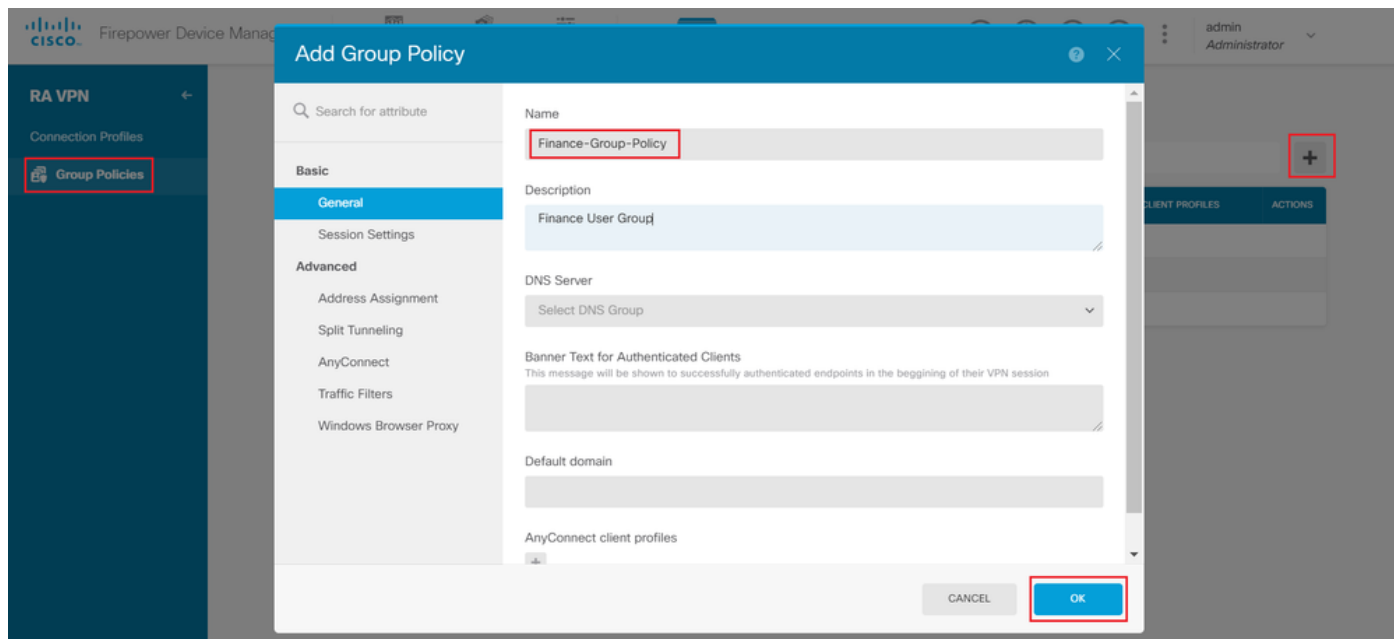 CISCO
Firepower Device Manag
admin
Administrator
RA VPN
Connection Profiles
Group Policies
Add Group Policy
Search for attribute
Basic
General
Session Settings
Advanced
Address Assignment
Split Tunneling
AnyConnect
Traffic Filters
Windows Browser Proxy
Name
Finance-Group-Policy
Description
Finance User Group
DNS Server
Select DNS Group
Banner Text for Authenticated Clients
This message will be shown to successfully authenticated endpoints in the beggining of their VPN session
Default domain
AnyConnect client profiles
CLIENT PROFILES
ACTIONS
CANCEL
OK